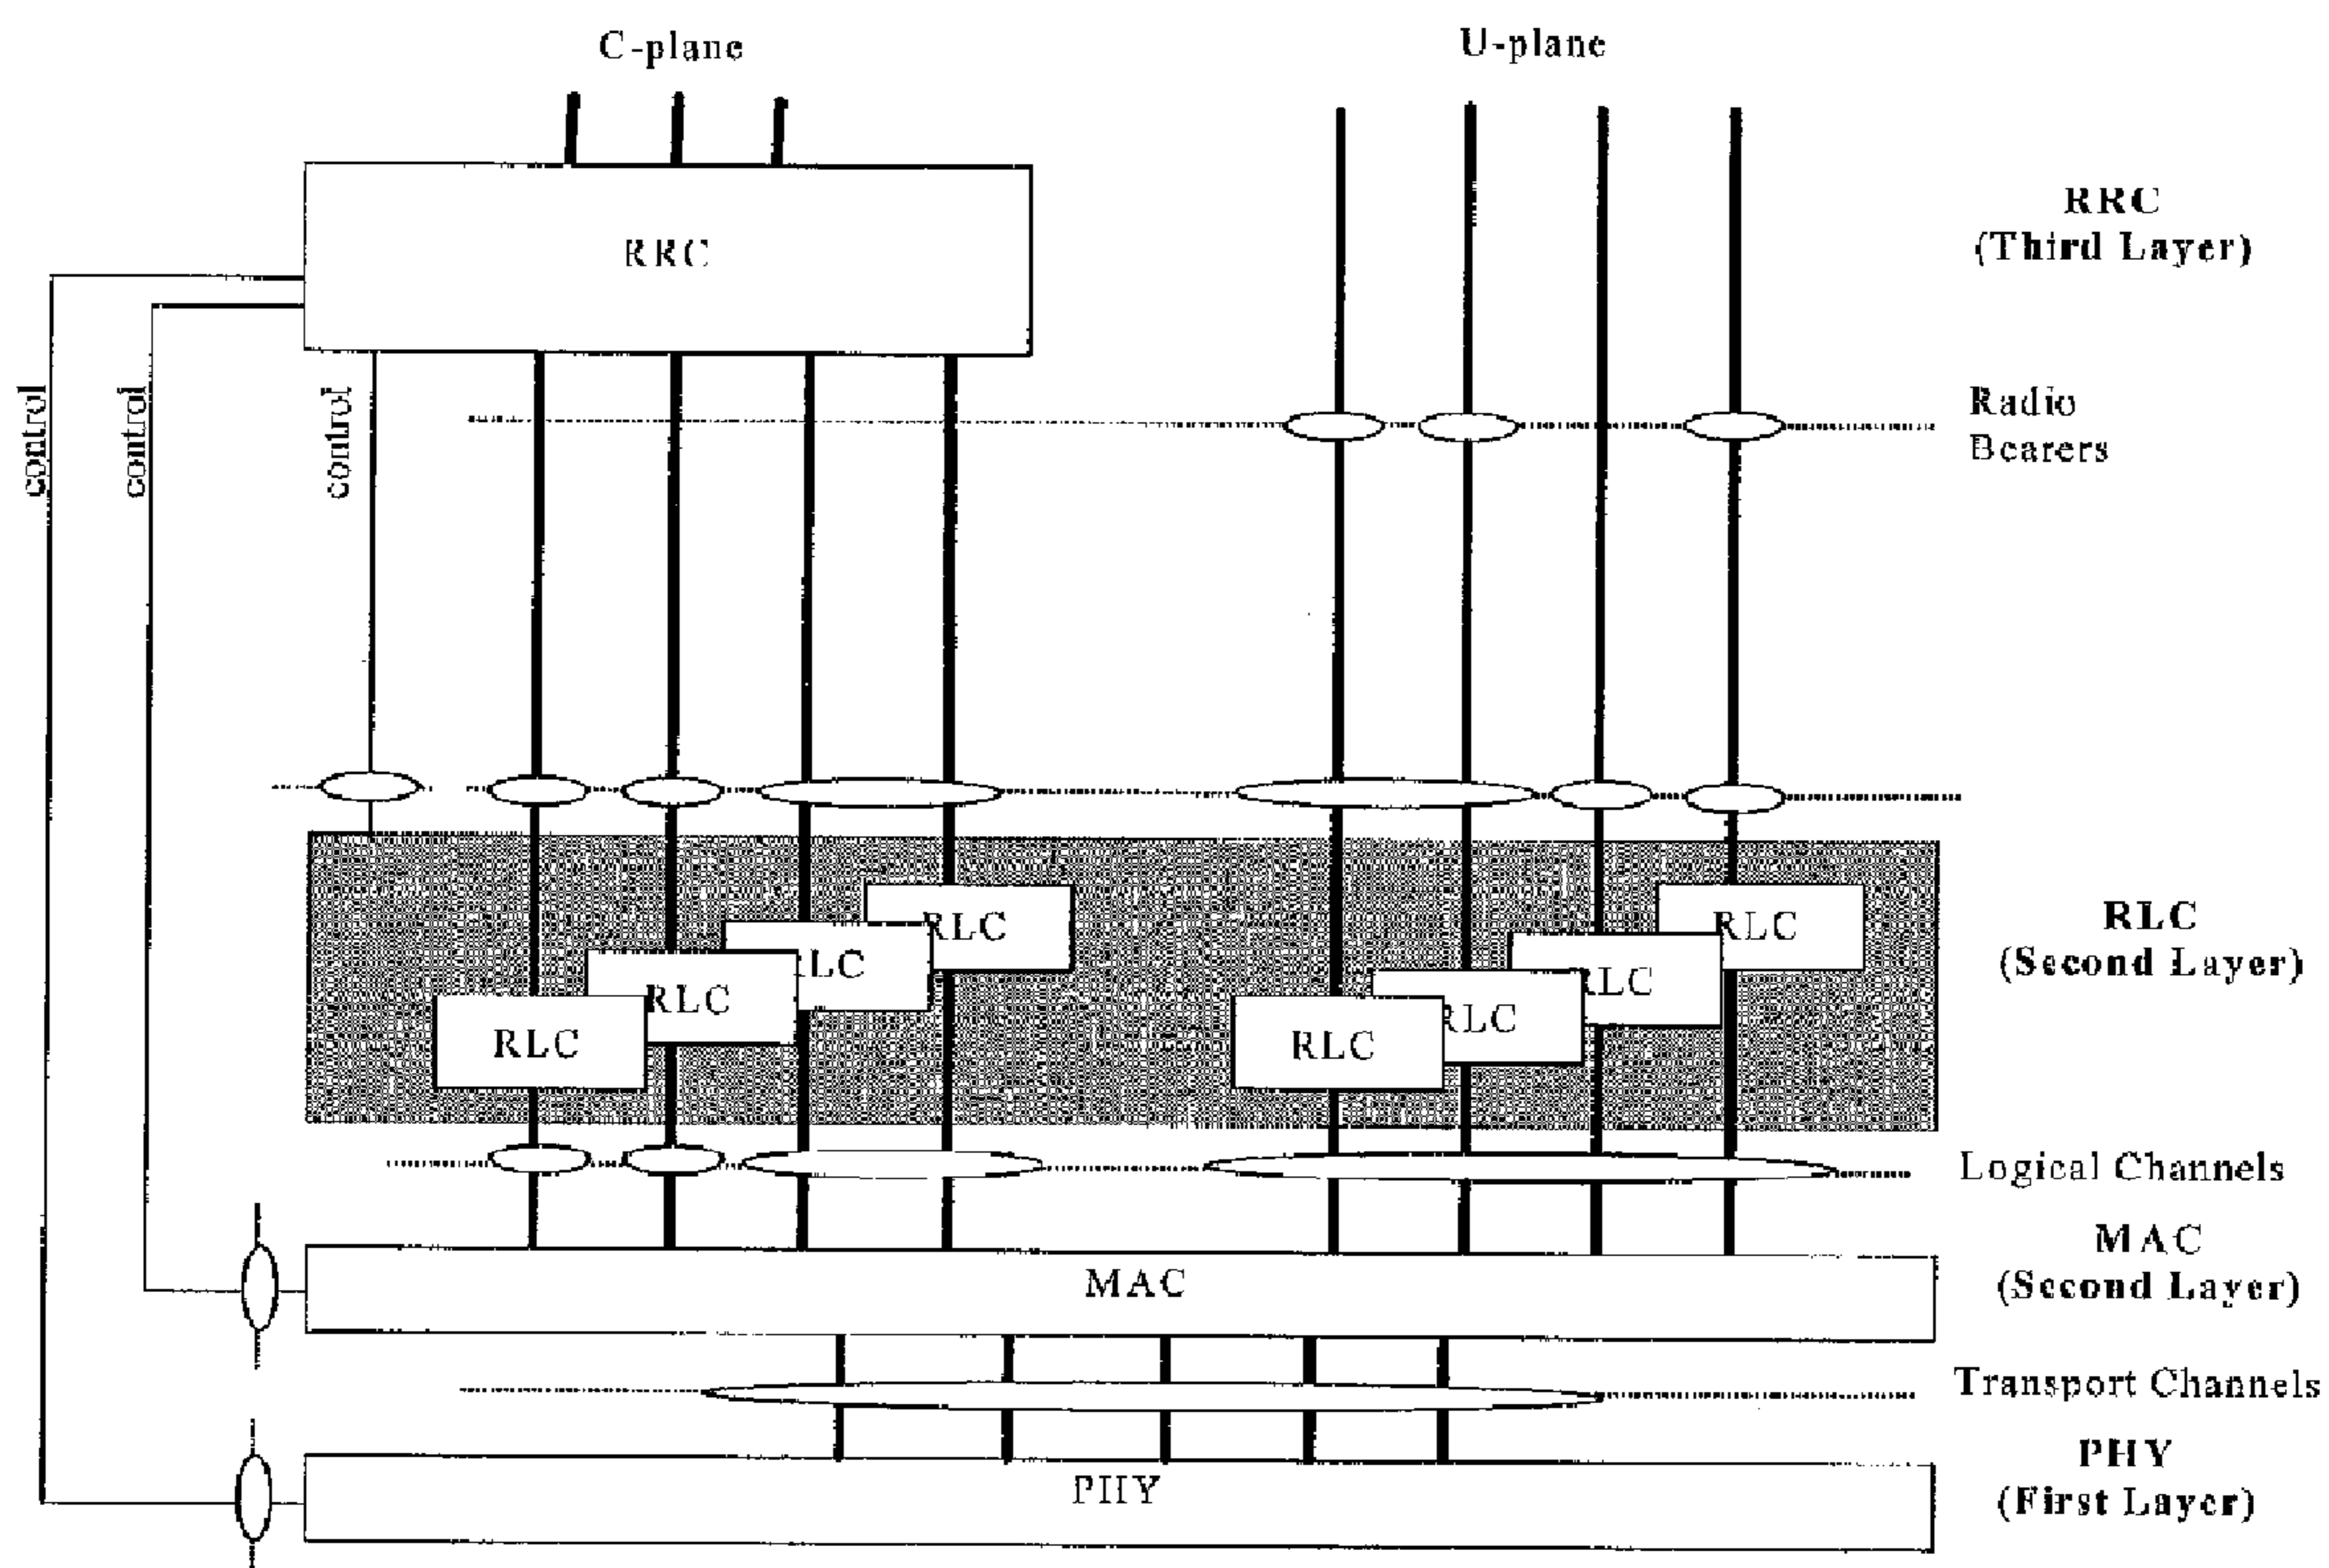 C-plane
U-plane
RRC
RRC
(Third Layer)
control
control
control
Radio
Bearers
RLC
RLC
RLC
RLC
RLC
RLC
RLC
RLC
RLC
(Second Layer)
Logical Channels
MAC
MAC
(Second Layer)
Transport Channels
PHY
PHY
(First Layer)